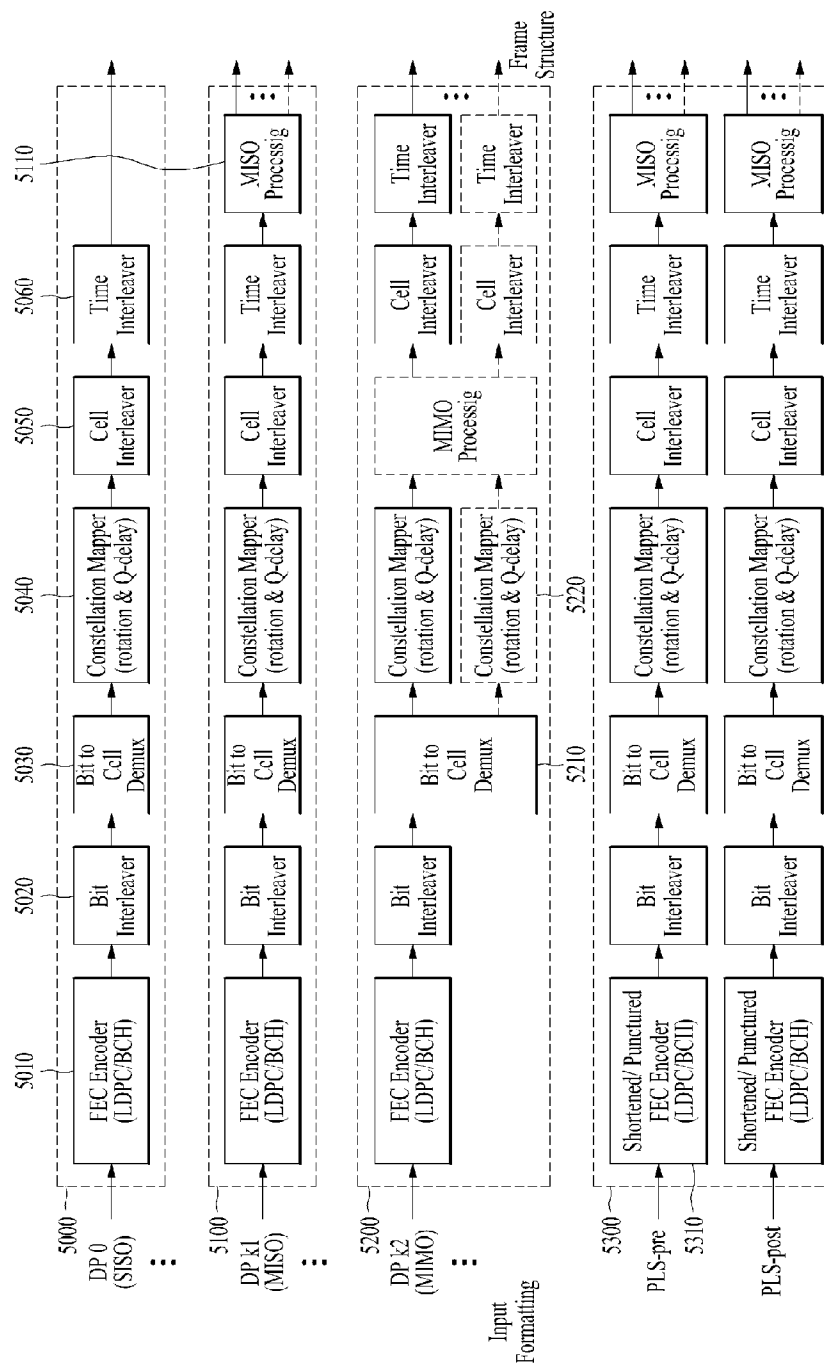 5010
5020
5030
5040
5050
5060
5110
5000
DP 0
(SISO)
FEC Encoder
(LDPC/BCH)
Bit
Interleaver
Bit to
Cell
Demux
Constellation Mapper
(rotation & Q-delay)
Cell
Interleaver
Time
Interleaver
5100
DP k1
(MISO)
FEC Encoder
(LDPC/BCH)
Bit
Interleaver
Bit to
Cell
Demux
Constellation Mapper
(rotation & Q-delay)
Cell
Interleaver
Time
Interleaver
MISO
Processig
5200
DP k2
(MIMO)
FEC Encoder
(LDPC/BCH)
Bit
Interleaver
Bit to
Cell
Demux
5210
Constellation Mapper
(rotation & Q-delay)
Constellation Mapper
(rotation & Q-delay)
5220
MIMO
Processig
Cell
Interleaver
Cell
Interleaver
Time
Interleaver
Time
Interleaver
Input
Formatting
Frame
Structure
5300
PLS-pre
5310
Shortened/ Punctured
FEC Encoder
(LDPC/BCII)
Bit
Interleaver
Bit to
Cell
Demux
Constellation Mapper
(rotation & Q-delay)
Cell
Interleaver
Time
Interleaver
MISO
Processig
PLS-post
Shortened/ Punctured
FEC Encoder
(LDPC/BCH)
Bit
Interleaver
Bit to
Cell
Demux
Constellation Mapper
(rotation & Q-delay)
Cell
Interleaver
Time
Interleaver
MISO
Processig